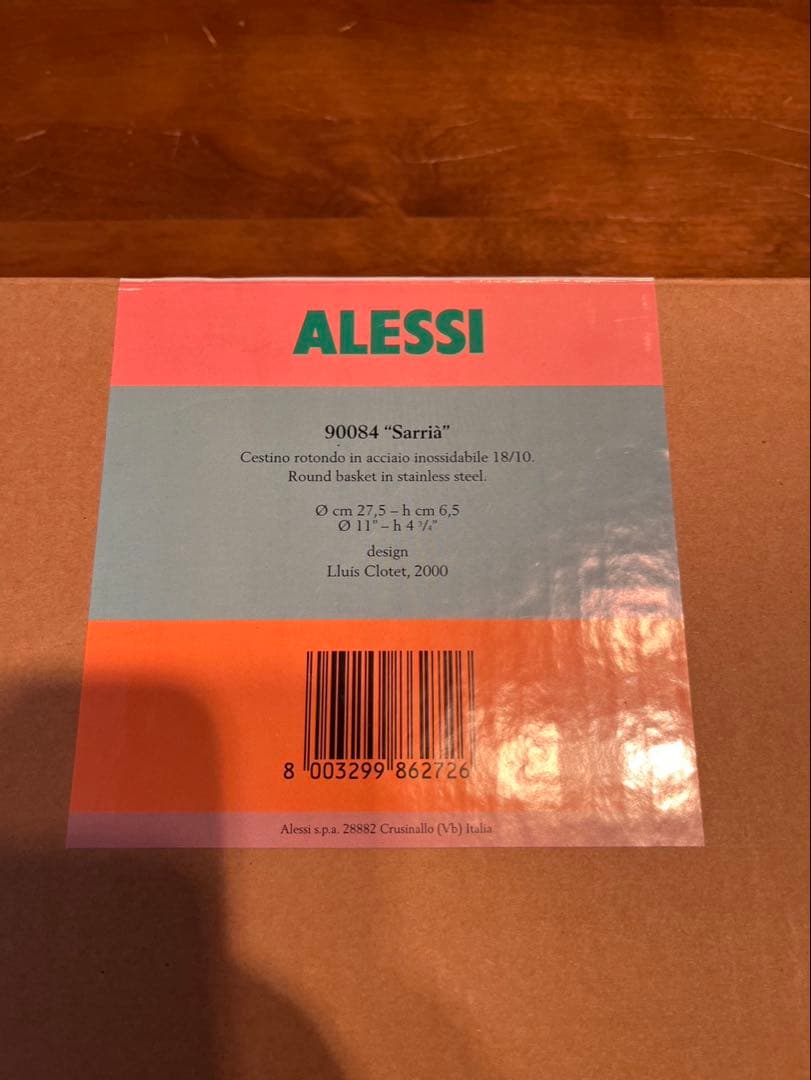 ALESSI
90084 “Sarrià”
Cestino rotondo in acciaio inossidabile 18/10.
Round basket in stainless steel.
Ø cm 27,5 – h cm 6,5
Ø 11” – h 4 ³/₄”
design
Lluís Clotet, 2000
8 003299 862726
Alessi s.p.a. 28882 Crusinallo (Vb) Italia